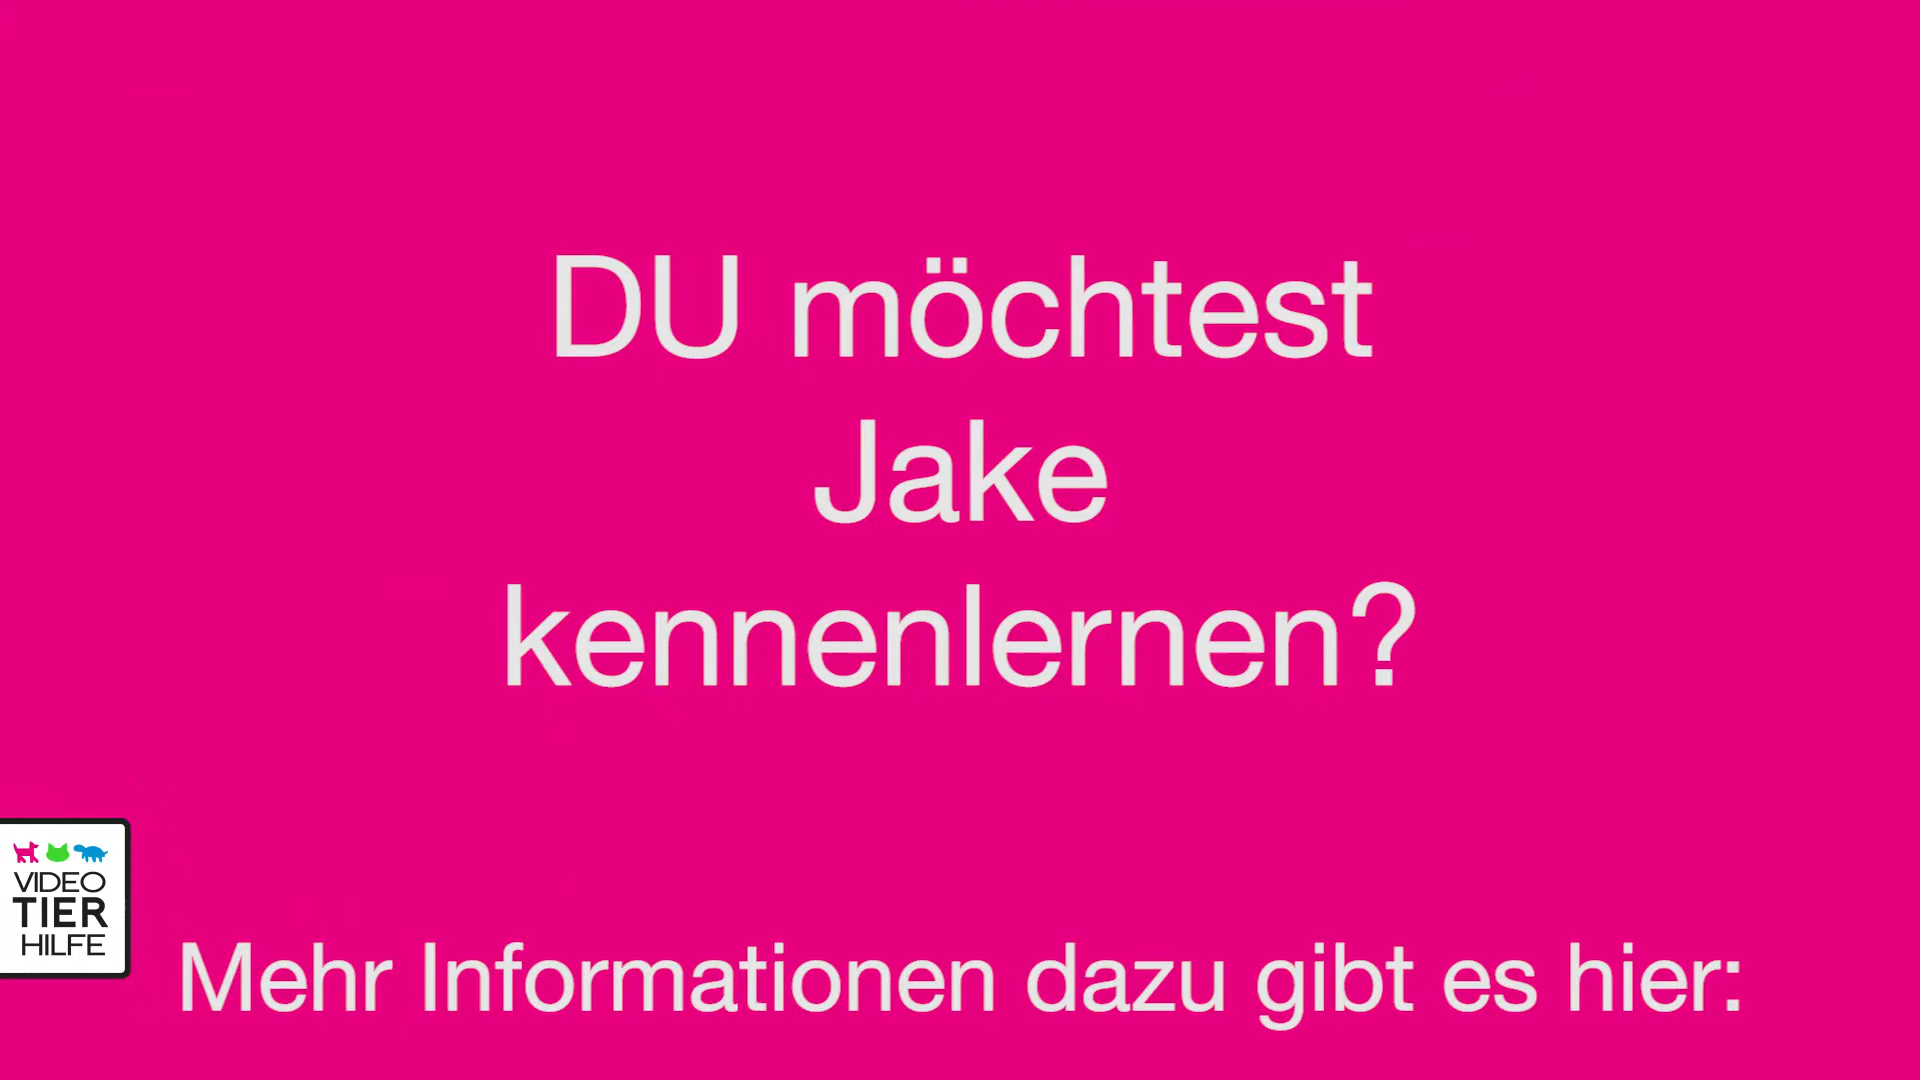 DU möchtest
Jake
kennenlernen?
VIDEO
TIER
HILFE
Mehr Informationen dazu gibt es hier: